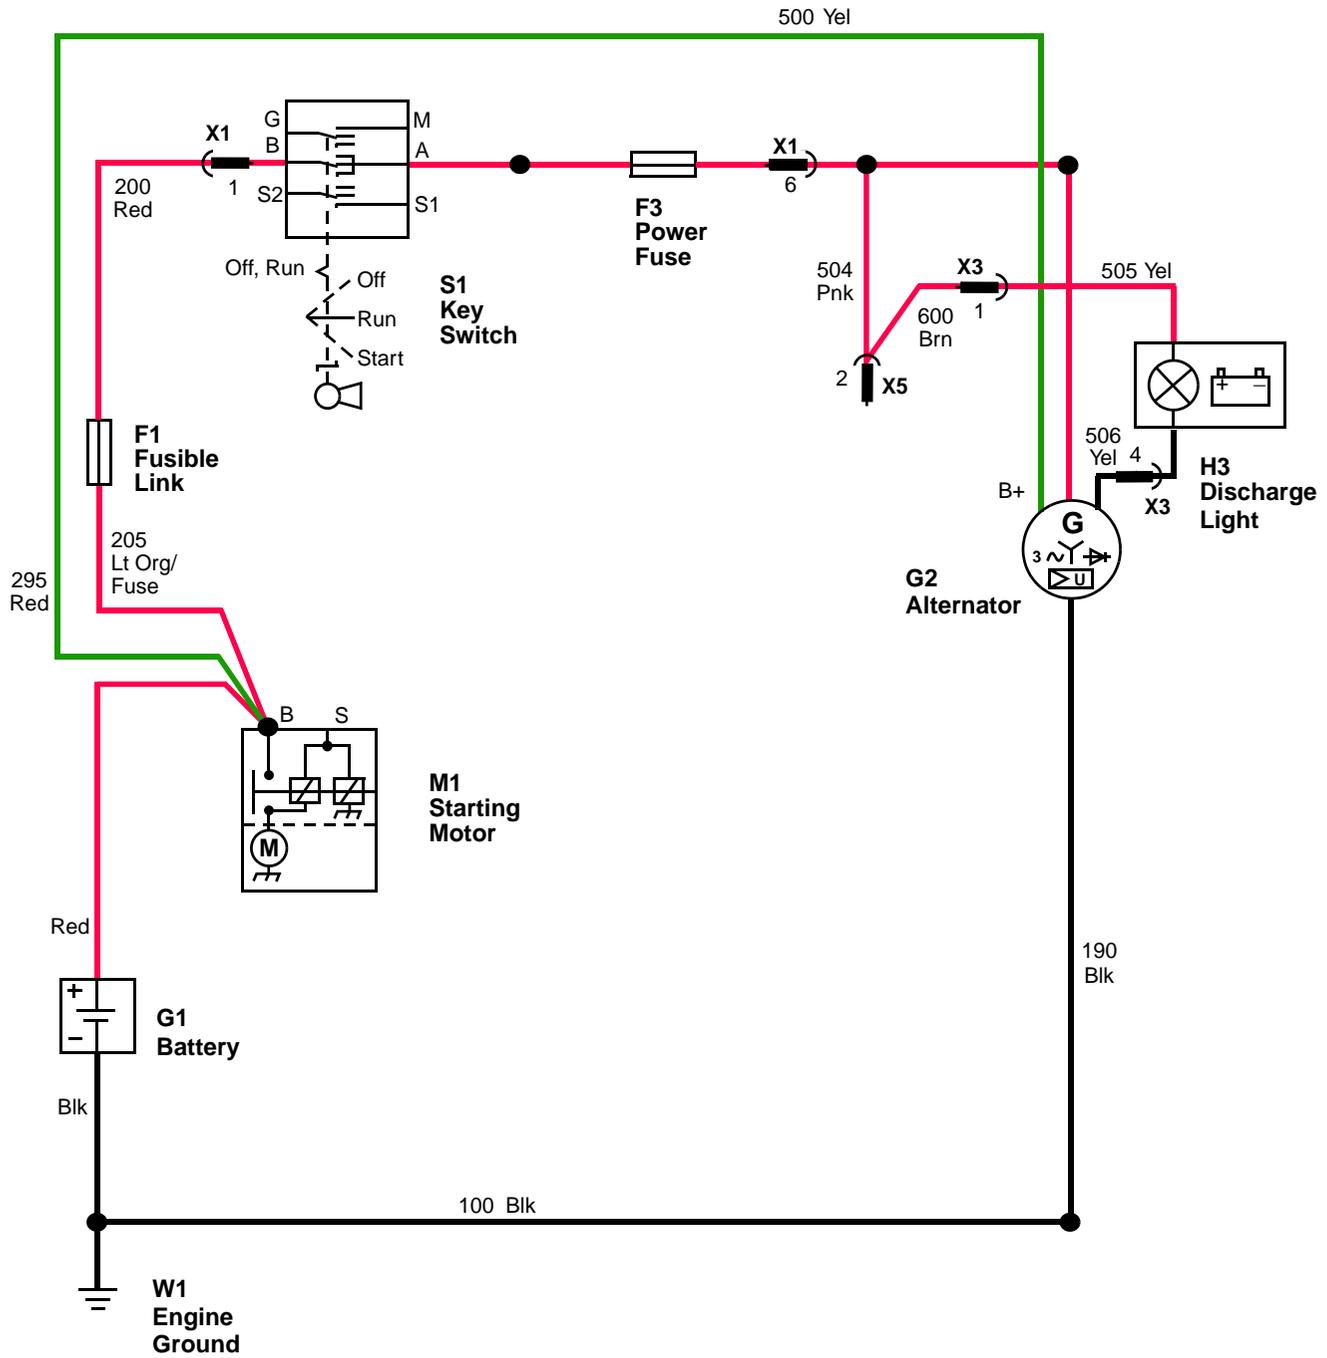 500 Yel
G
M
X1
B
A
X1
200
Red
1
S2
S1
6
F3
Power
Fuse
Off, Run
Off
S1
Key
Switch
Run
Start
504
Pnk
X3
1
505 Yel
600
Brn
2
X5
F1
Fusible
Link
+ –
506
Yel
4
X3
H3
Discharge
Light
B+
G
3 ~
U
G2
Alternator
205
Lt Org/
Fuse
295
Red
B
S
M1
Starting
Motor
M
Red
+
–
G1
Battery
190
Blk
Blk
100 Blk
W1
Engine
Ground